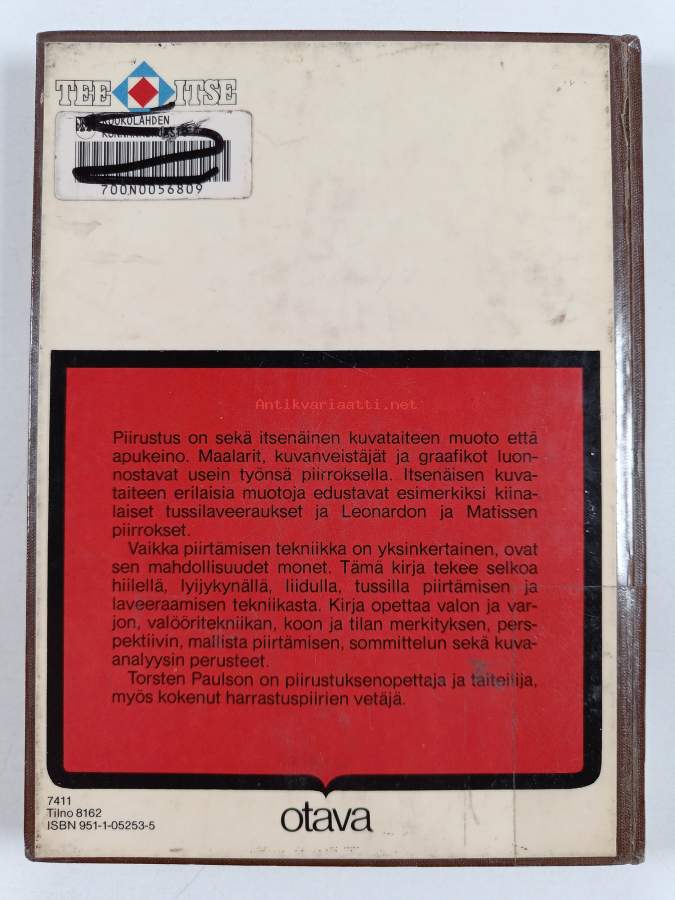 TEE ITSE
KOUKOLAHDEN
700N0056809
Antikvariaatti.net
Piirustus on sekä itsenäinen kuvataiteen muoto että
apukeino. Maalarit, kuvanveistäjät ja graafikot luon-
nostavat usein työnsä piirroksella. Itsenäisen kuva-
taiteen erilaisia muotoja edustavat esimerkiksi kiina-
laiset tussilaveeraukset ja Leonardon ja Matissen
piirrokset.
Vaikka piirtämisen tekniikka on yksinkertainen, ovat
sen mahdollisuudet monet. Tämä kirja tekee selkoa
hiilellä, lyijykynällä, liidulla, tussilla piirtämisen ja
laveeraamisen tekniikasta. Kirja opettaa valon ja var-
jon, valööritekniikan, koon ja tilan merkityksen, pers-
pektiivin, mallista piirtämisen, sommittelun sekä kuva-
analyysin perusteet.
Torsten Paulson on piirustuksenopettaja ja taiteilija,
myös kokenut harrastuspiirien vetäjä.
7411
Tilno 8162
ISBN 951-1-05253-5
otava